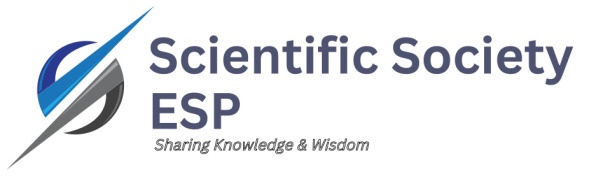 Scientific Society
ESP
Sharing Knowledge & Wisdom